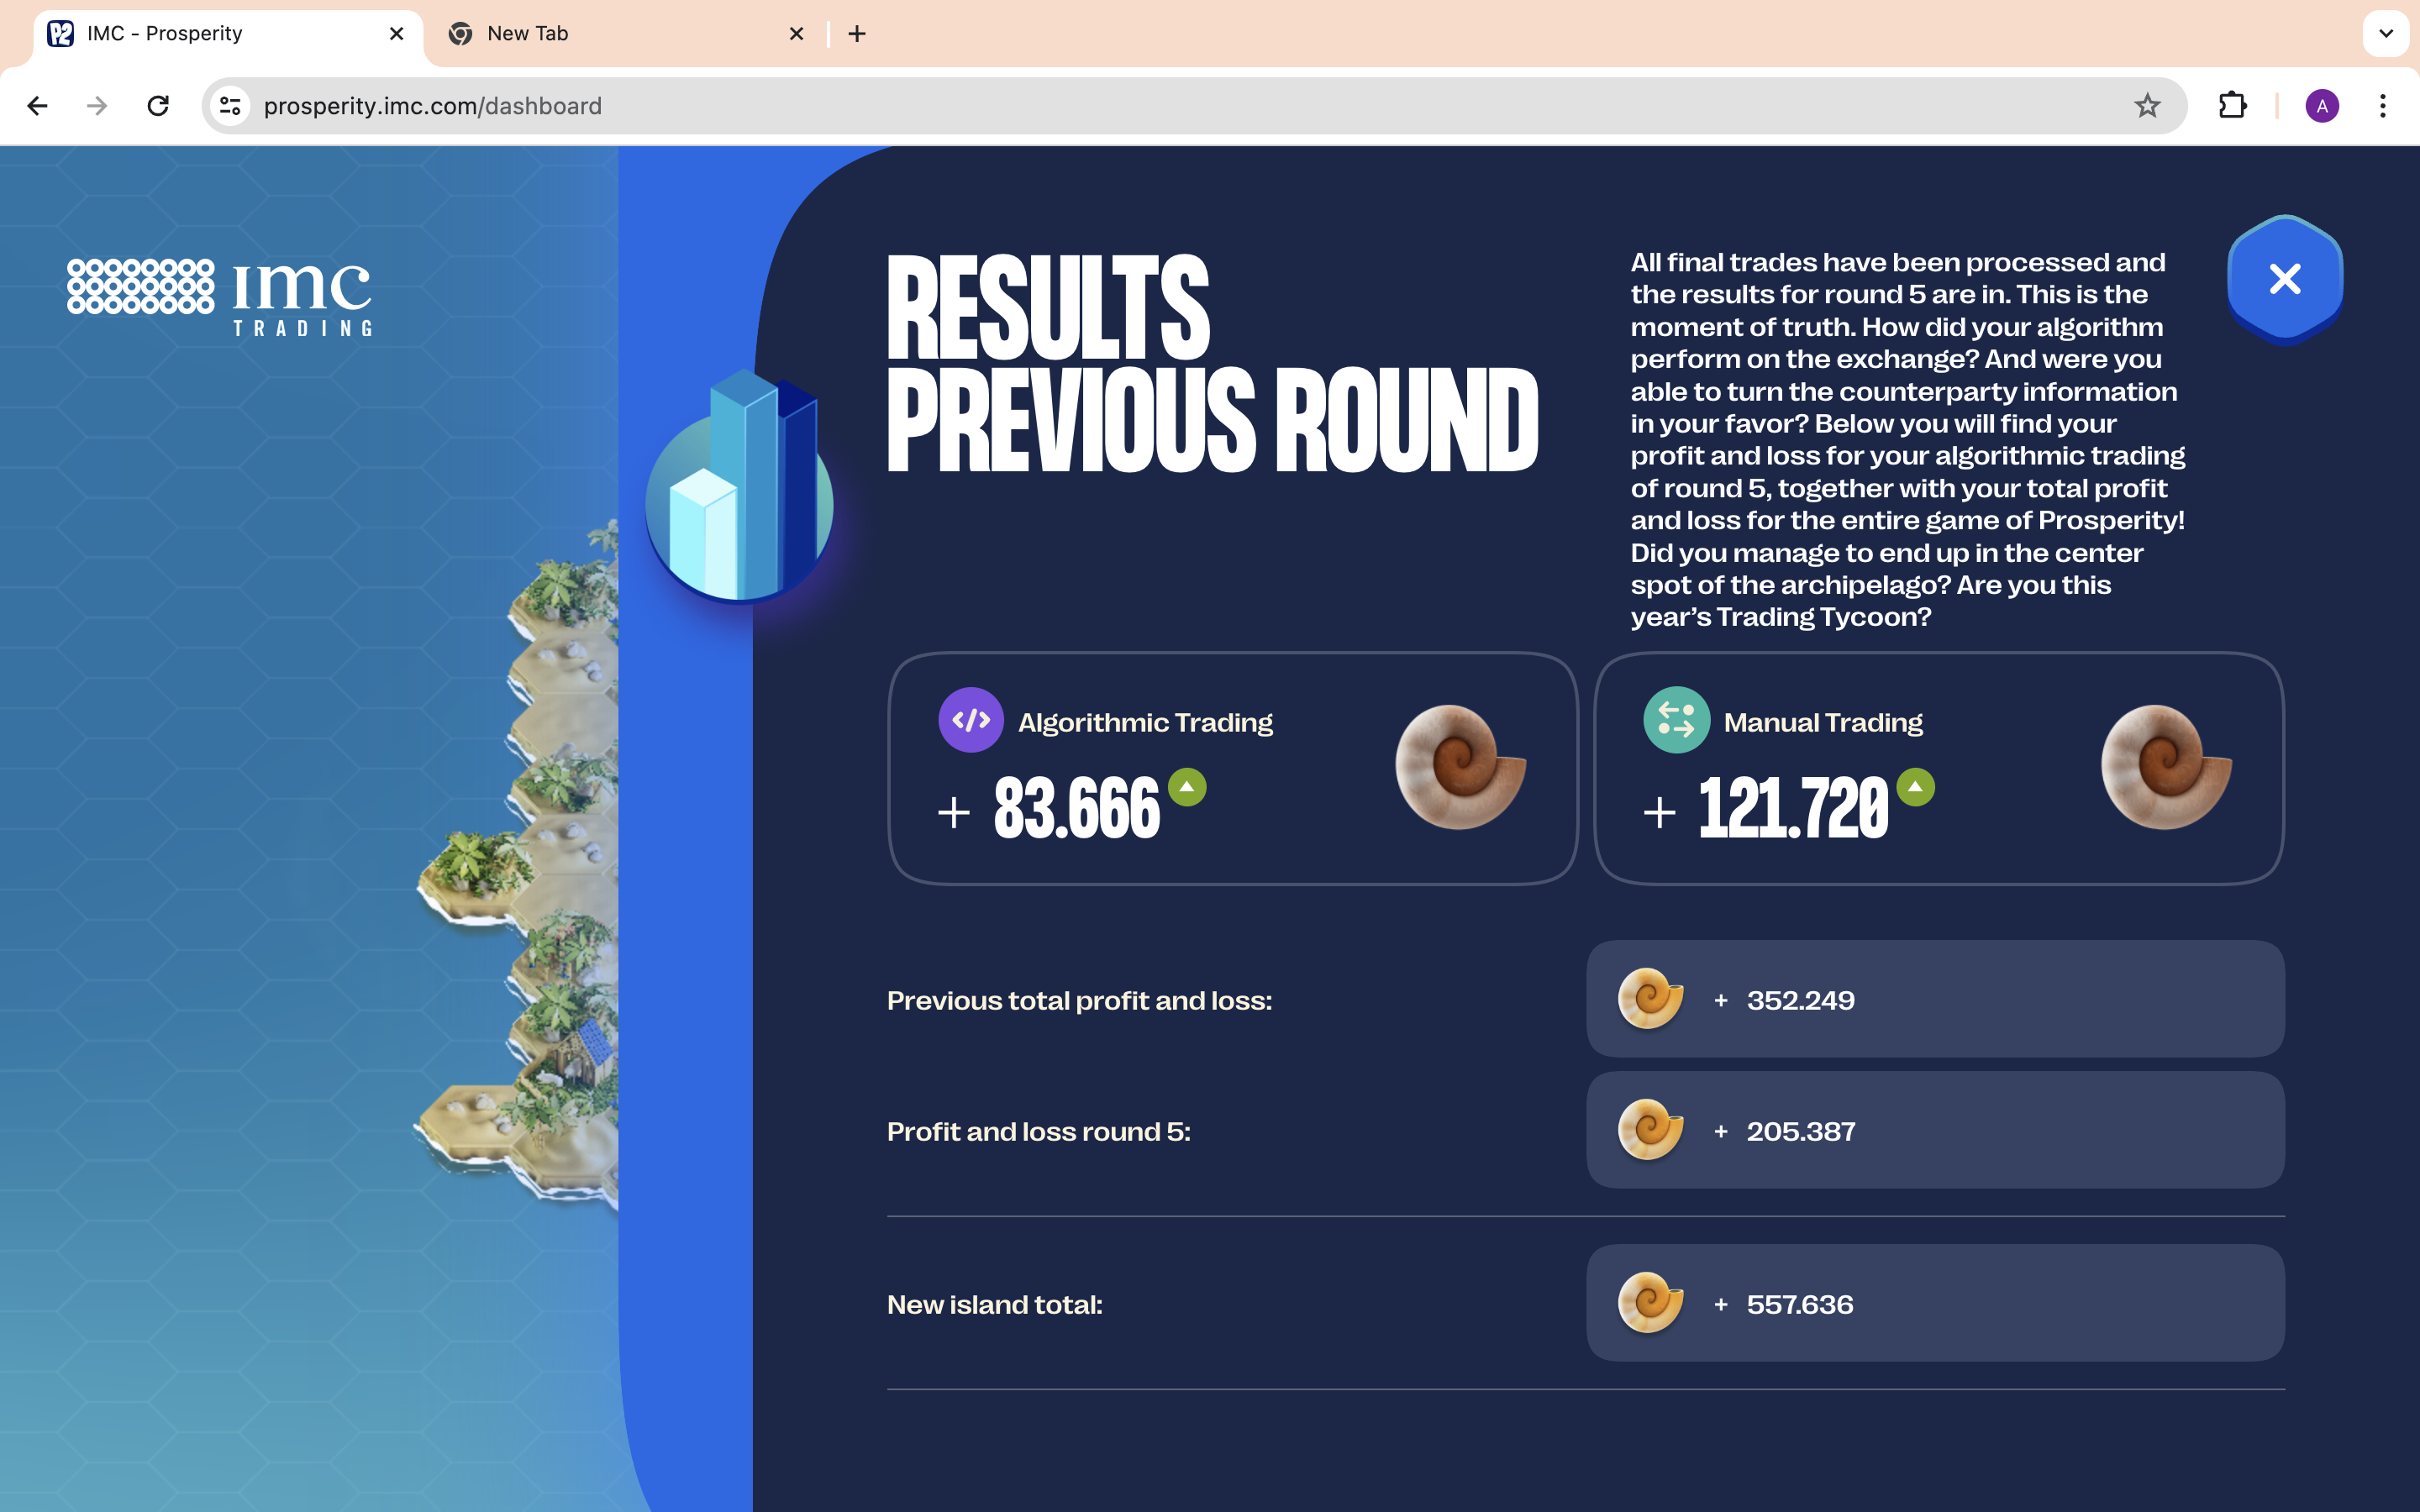 IMC - Prosperity
New Tab
prosperity.imc.com/dashboard
A
imc
TRADING
RESULTS
PREVIOUS ROUND
All final trades have been processed and
the results for round 5 are in. This is the
moment of truth. How did your algorithm
perform on the exchange? And were you
able to turn the counterparty information
in your favor? Below you will find your
profit and loss for your algorithmic trading
of round 5, together with your total profit
and loss for the entire game of Prosperity!
Did you manage to end up in the center
spot of the archipelago? Are you this
year’s Trading Tycoon?
Algorithmic Trading
+ 83.666
Manual Trading
+ 121.720
Previous total profit and loss:
+ 352.249
Profit and loss round 5:
+ 205.387
New island total:
+ 557.636